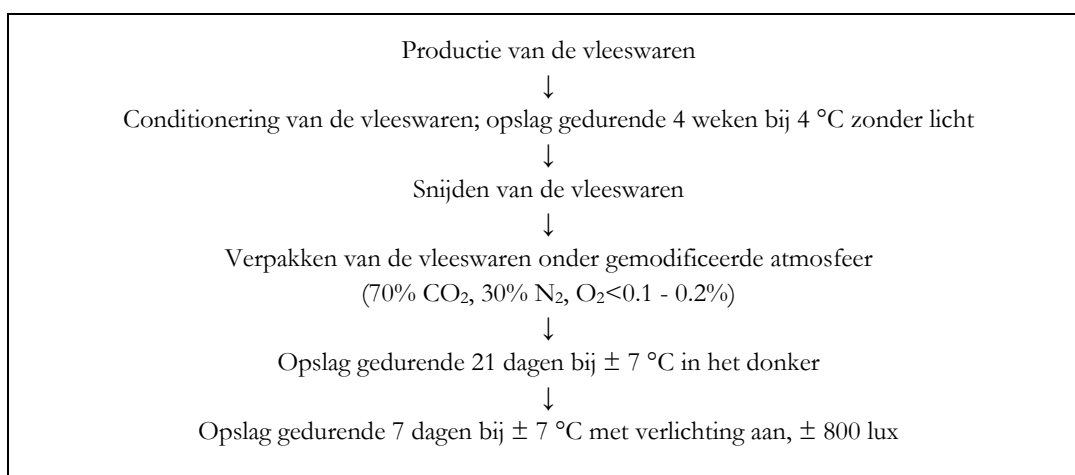 Productie van de vleeswaren
↓
Conditionering van de vleeswaren; opslag gedurende 4 weken bij 4 °C zonder licht
↓
Snijden van de vleeswaren
↓
Verpakken van de vleeswaren onder gemodificeerde atmosfeer
(70% CO₂, 30% N₂, O₂<0.1 - 0.2%)
↓
Opslag gedurende 21 dagen bij ± 7 °C in het donker
↓
Opslag gedurende 7 dagen bij ± 7 °C met verlichting aan, ± 800 lux